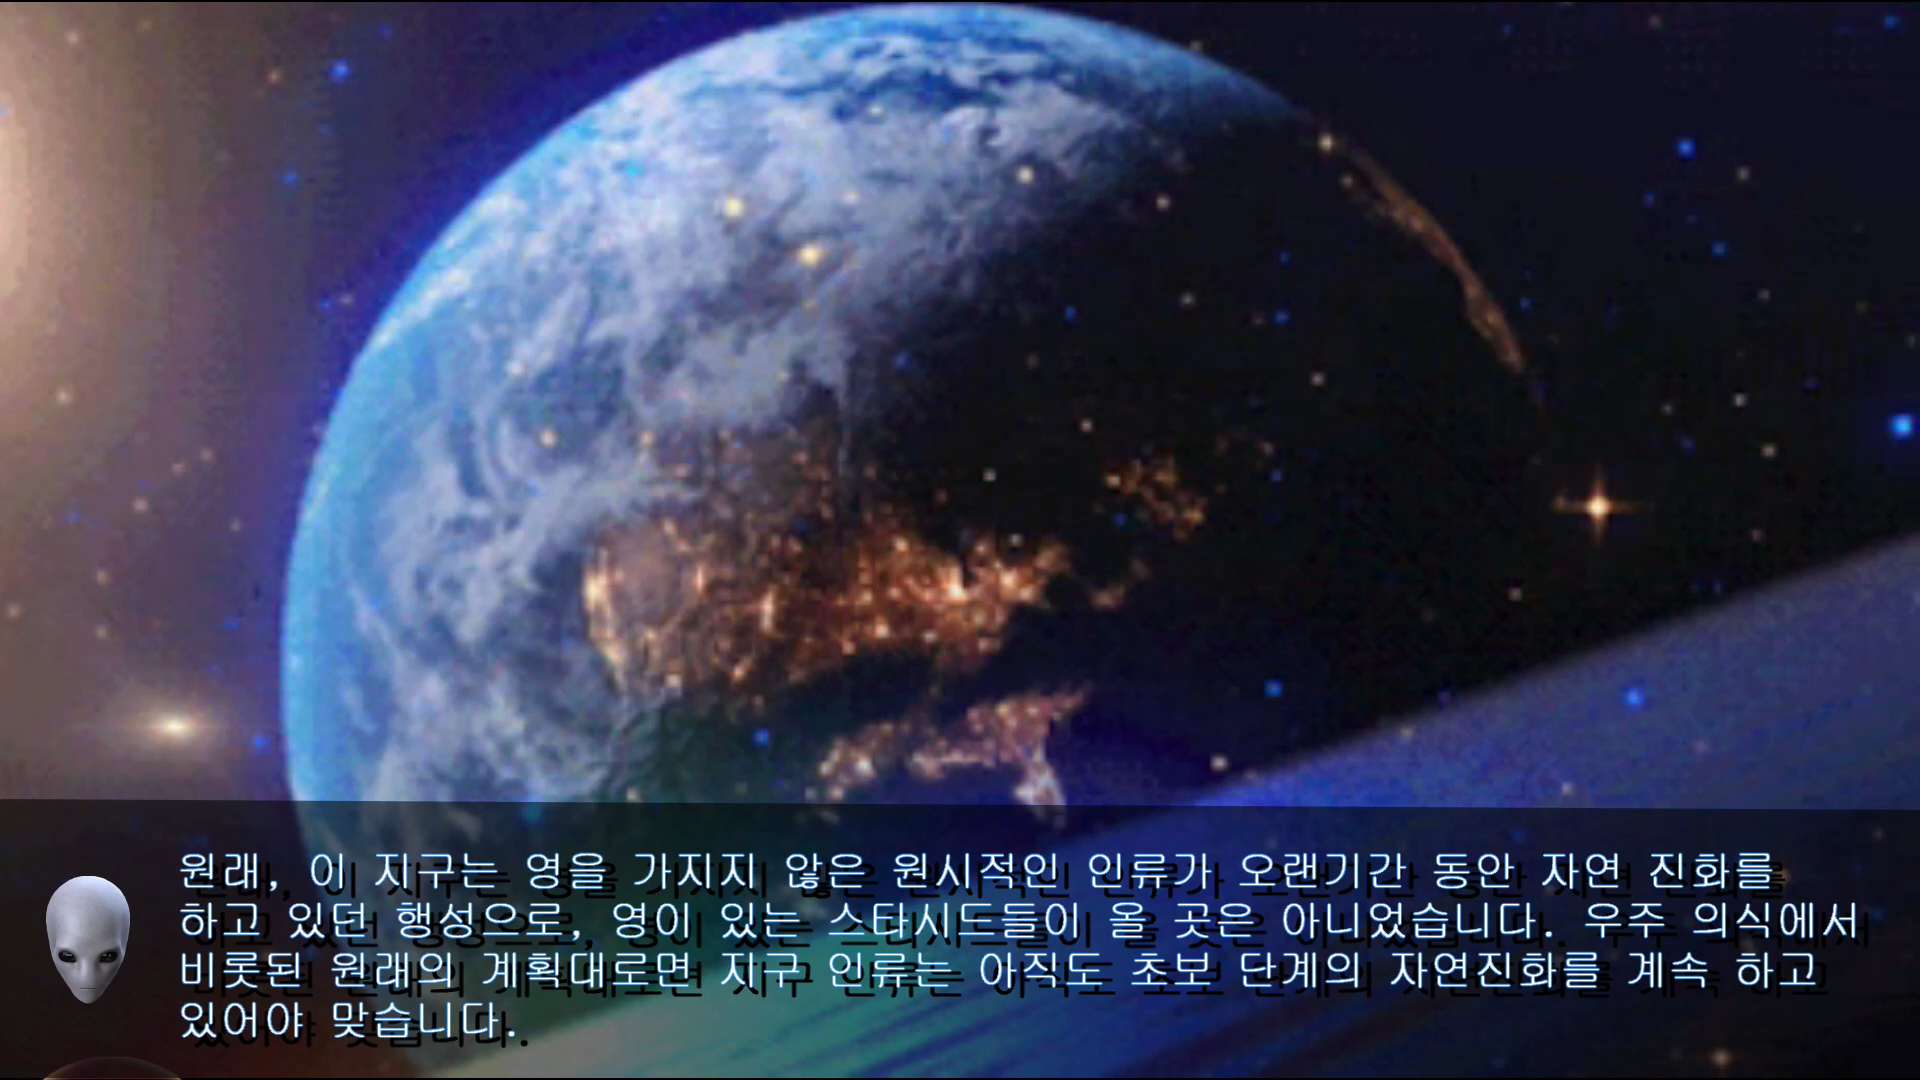 원래, 이 지구는 영을 가지지 않은 원시적인 인류가 오랜기간 동안 자연 진화를
하고 있던 행성으로, 영이 있는 스타시드들이 올 곳은 아니었습니다. 우주 의식에서
비롯된 원래의 계획대로면 지구 인류는 아직도 초보 단계의 자연진화를 계속 하고
있어야 맞습니다.